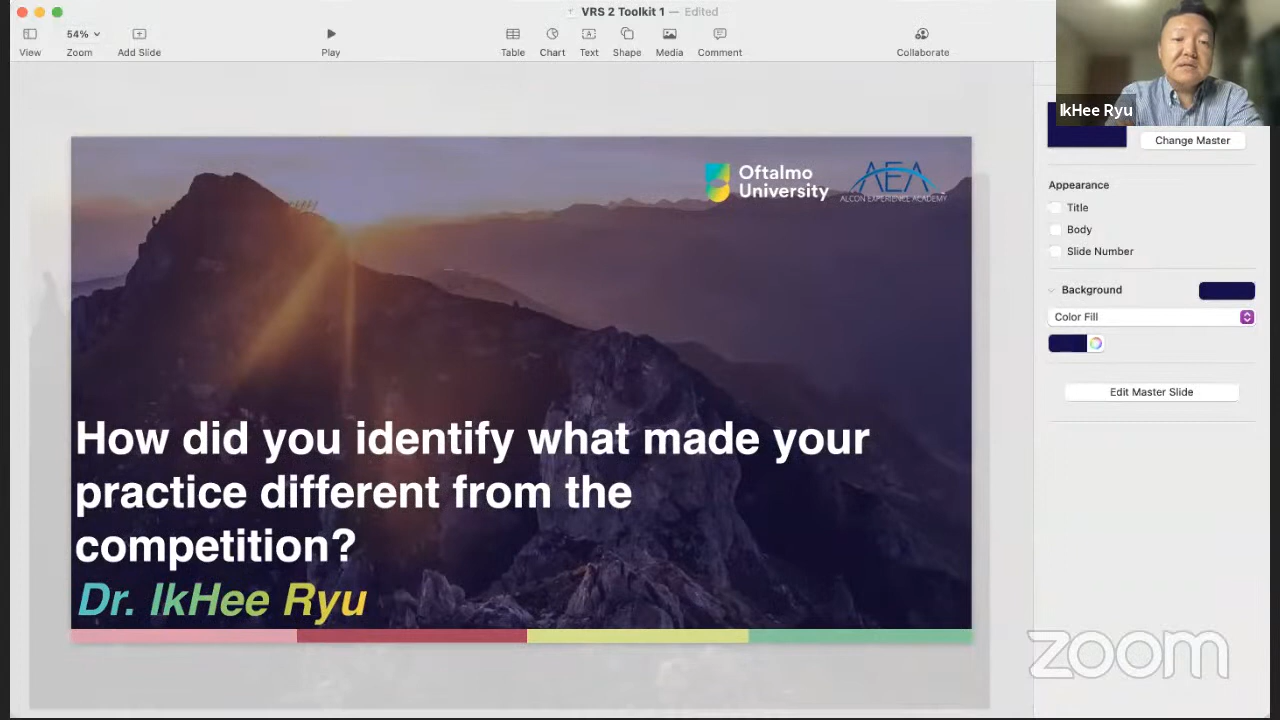 VRS 2 Toolkit 1 — Edited
54%
View
Zoom
Add Slide
Play
Table
Chart
Text
Shape
Media
Comment
Collaborate
IkHee Ryu
Change Master
Appearance
Title
Body
Slide Number
Background
Color Fill
Edit Master Slide
Oftalmo
University
AEA
ALCON EXPERIENCE ACADEMY
How did you identify what made your
practice different from the
competition?
Dr. IkHee Ryu
zoom